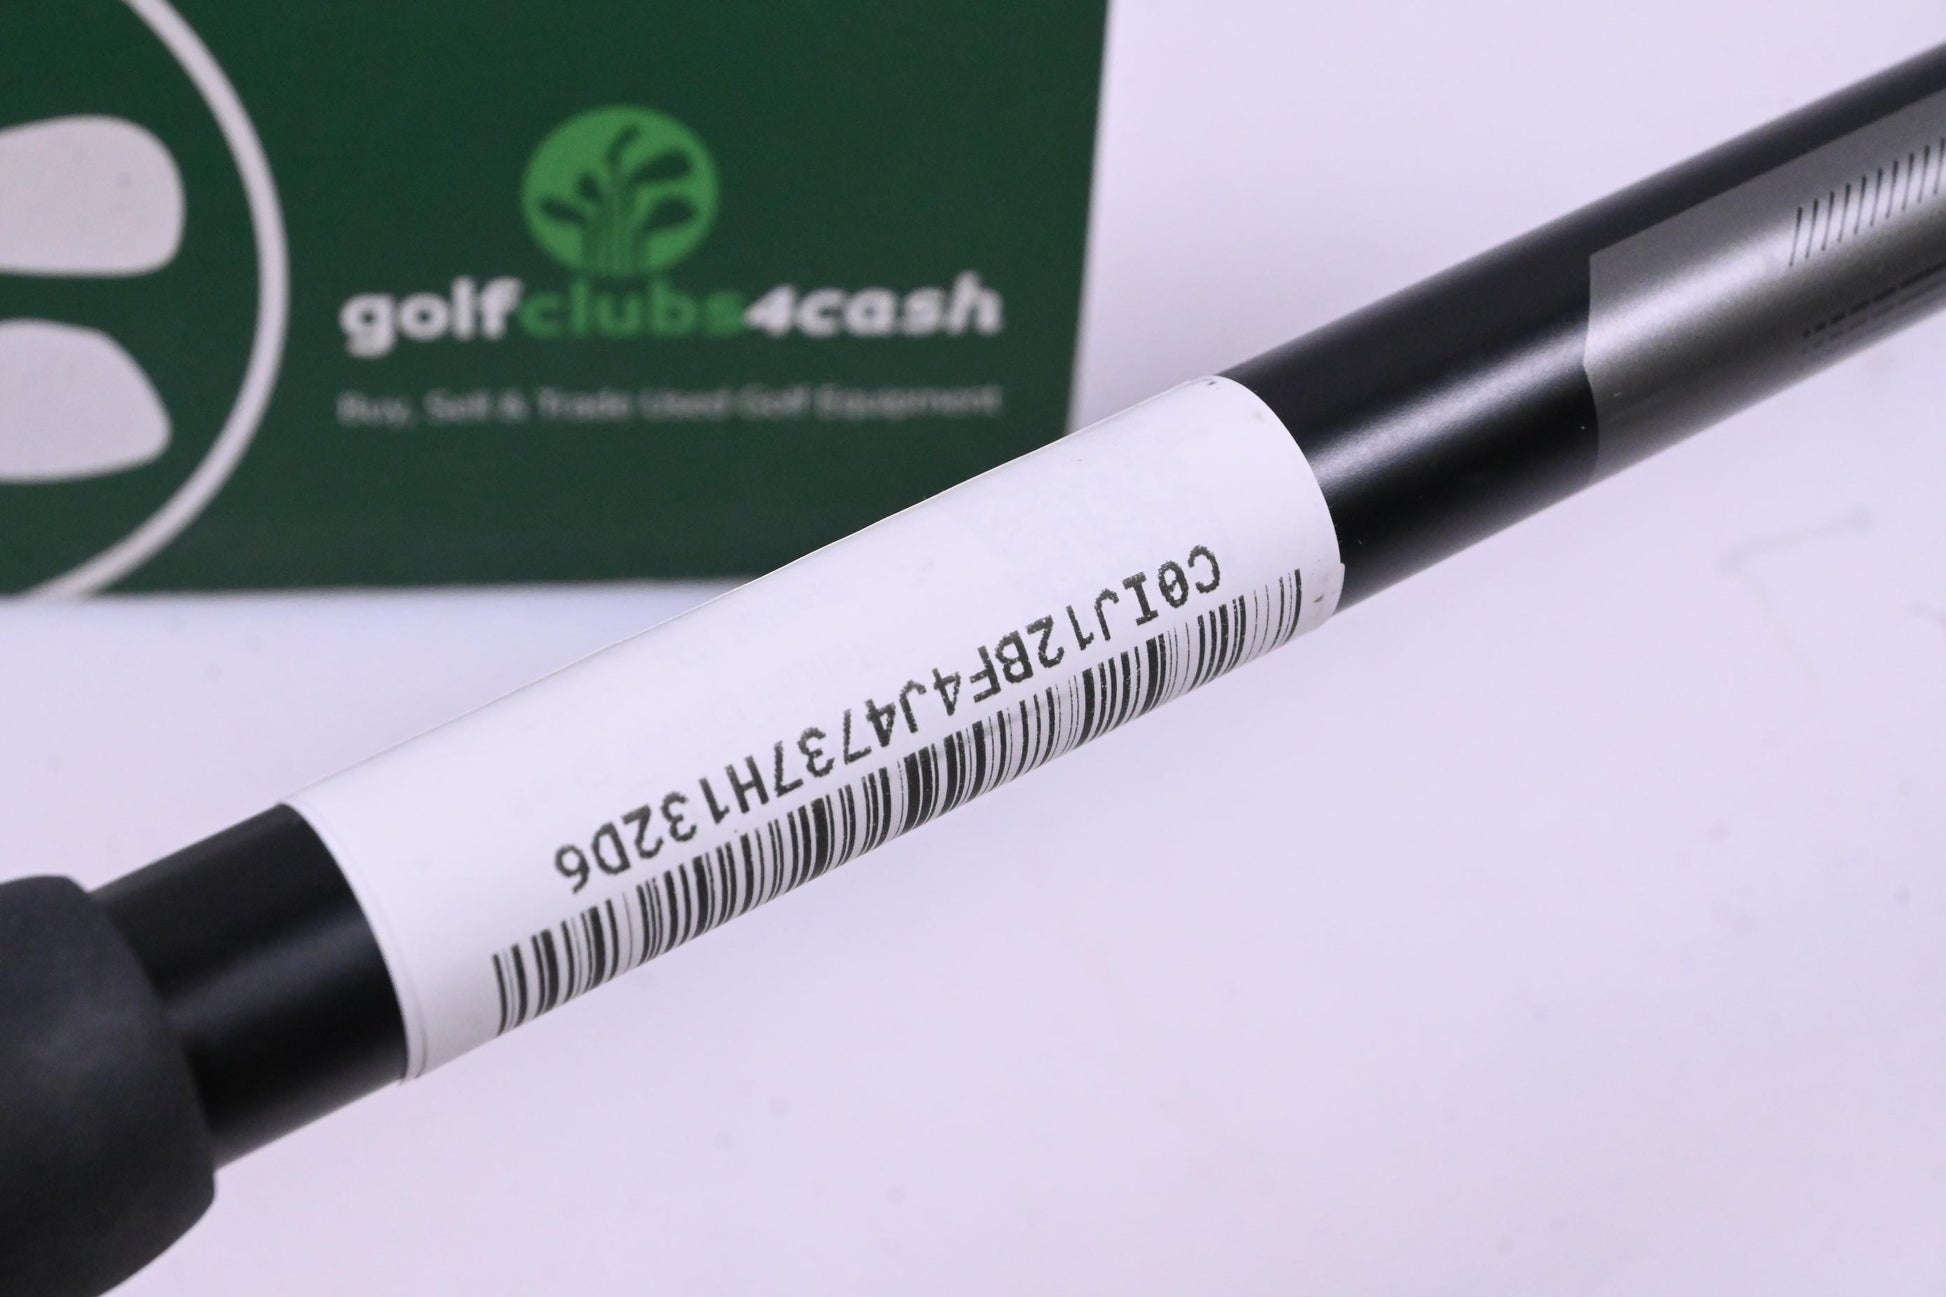 golfclubs4cash
Buy, Sell & Trade Used Golf Equipment
C0IJ12BF4J4737H132D6